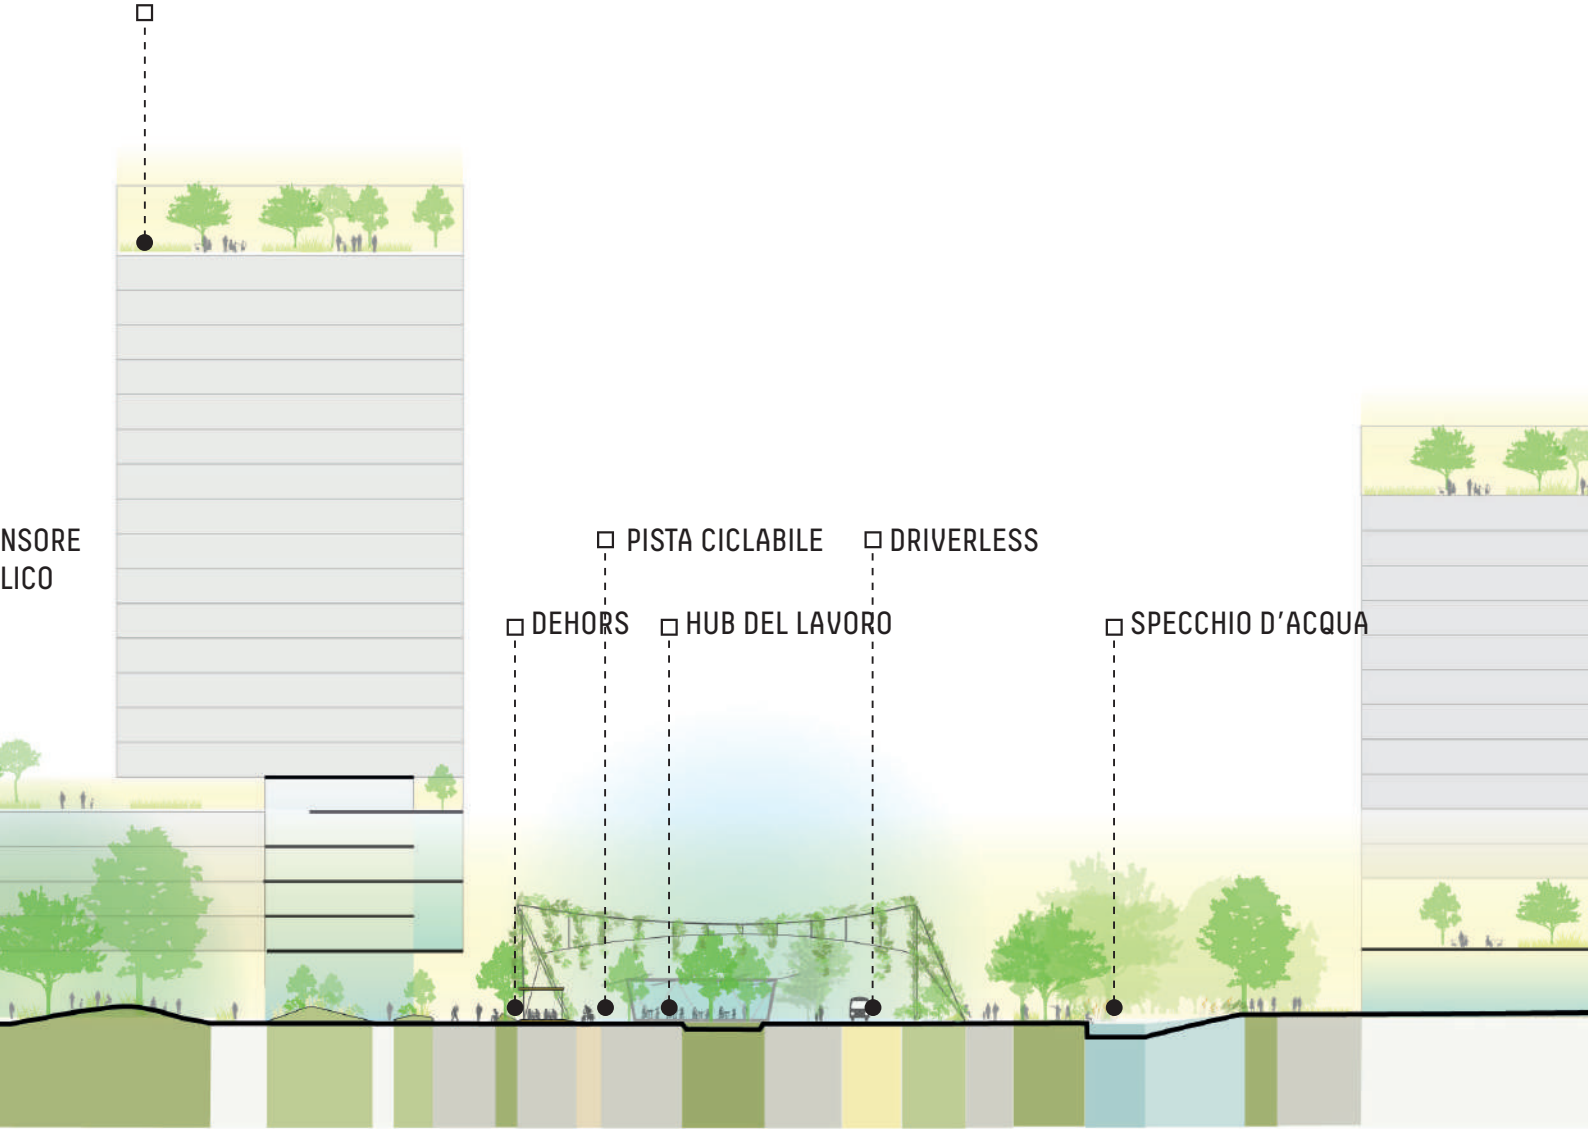 NSORE
LICO
PISTA CICLABILE
DRIVERLESS
DEHORS
HUB DEL LAVORO
SPECCHIO D'ACQUA